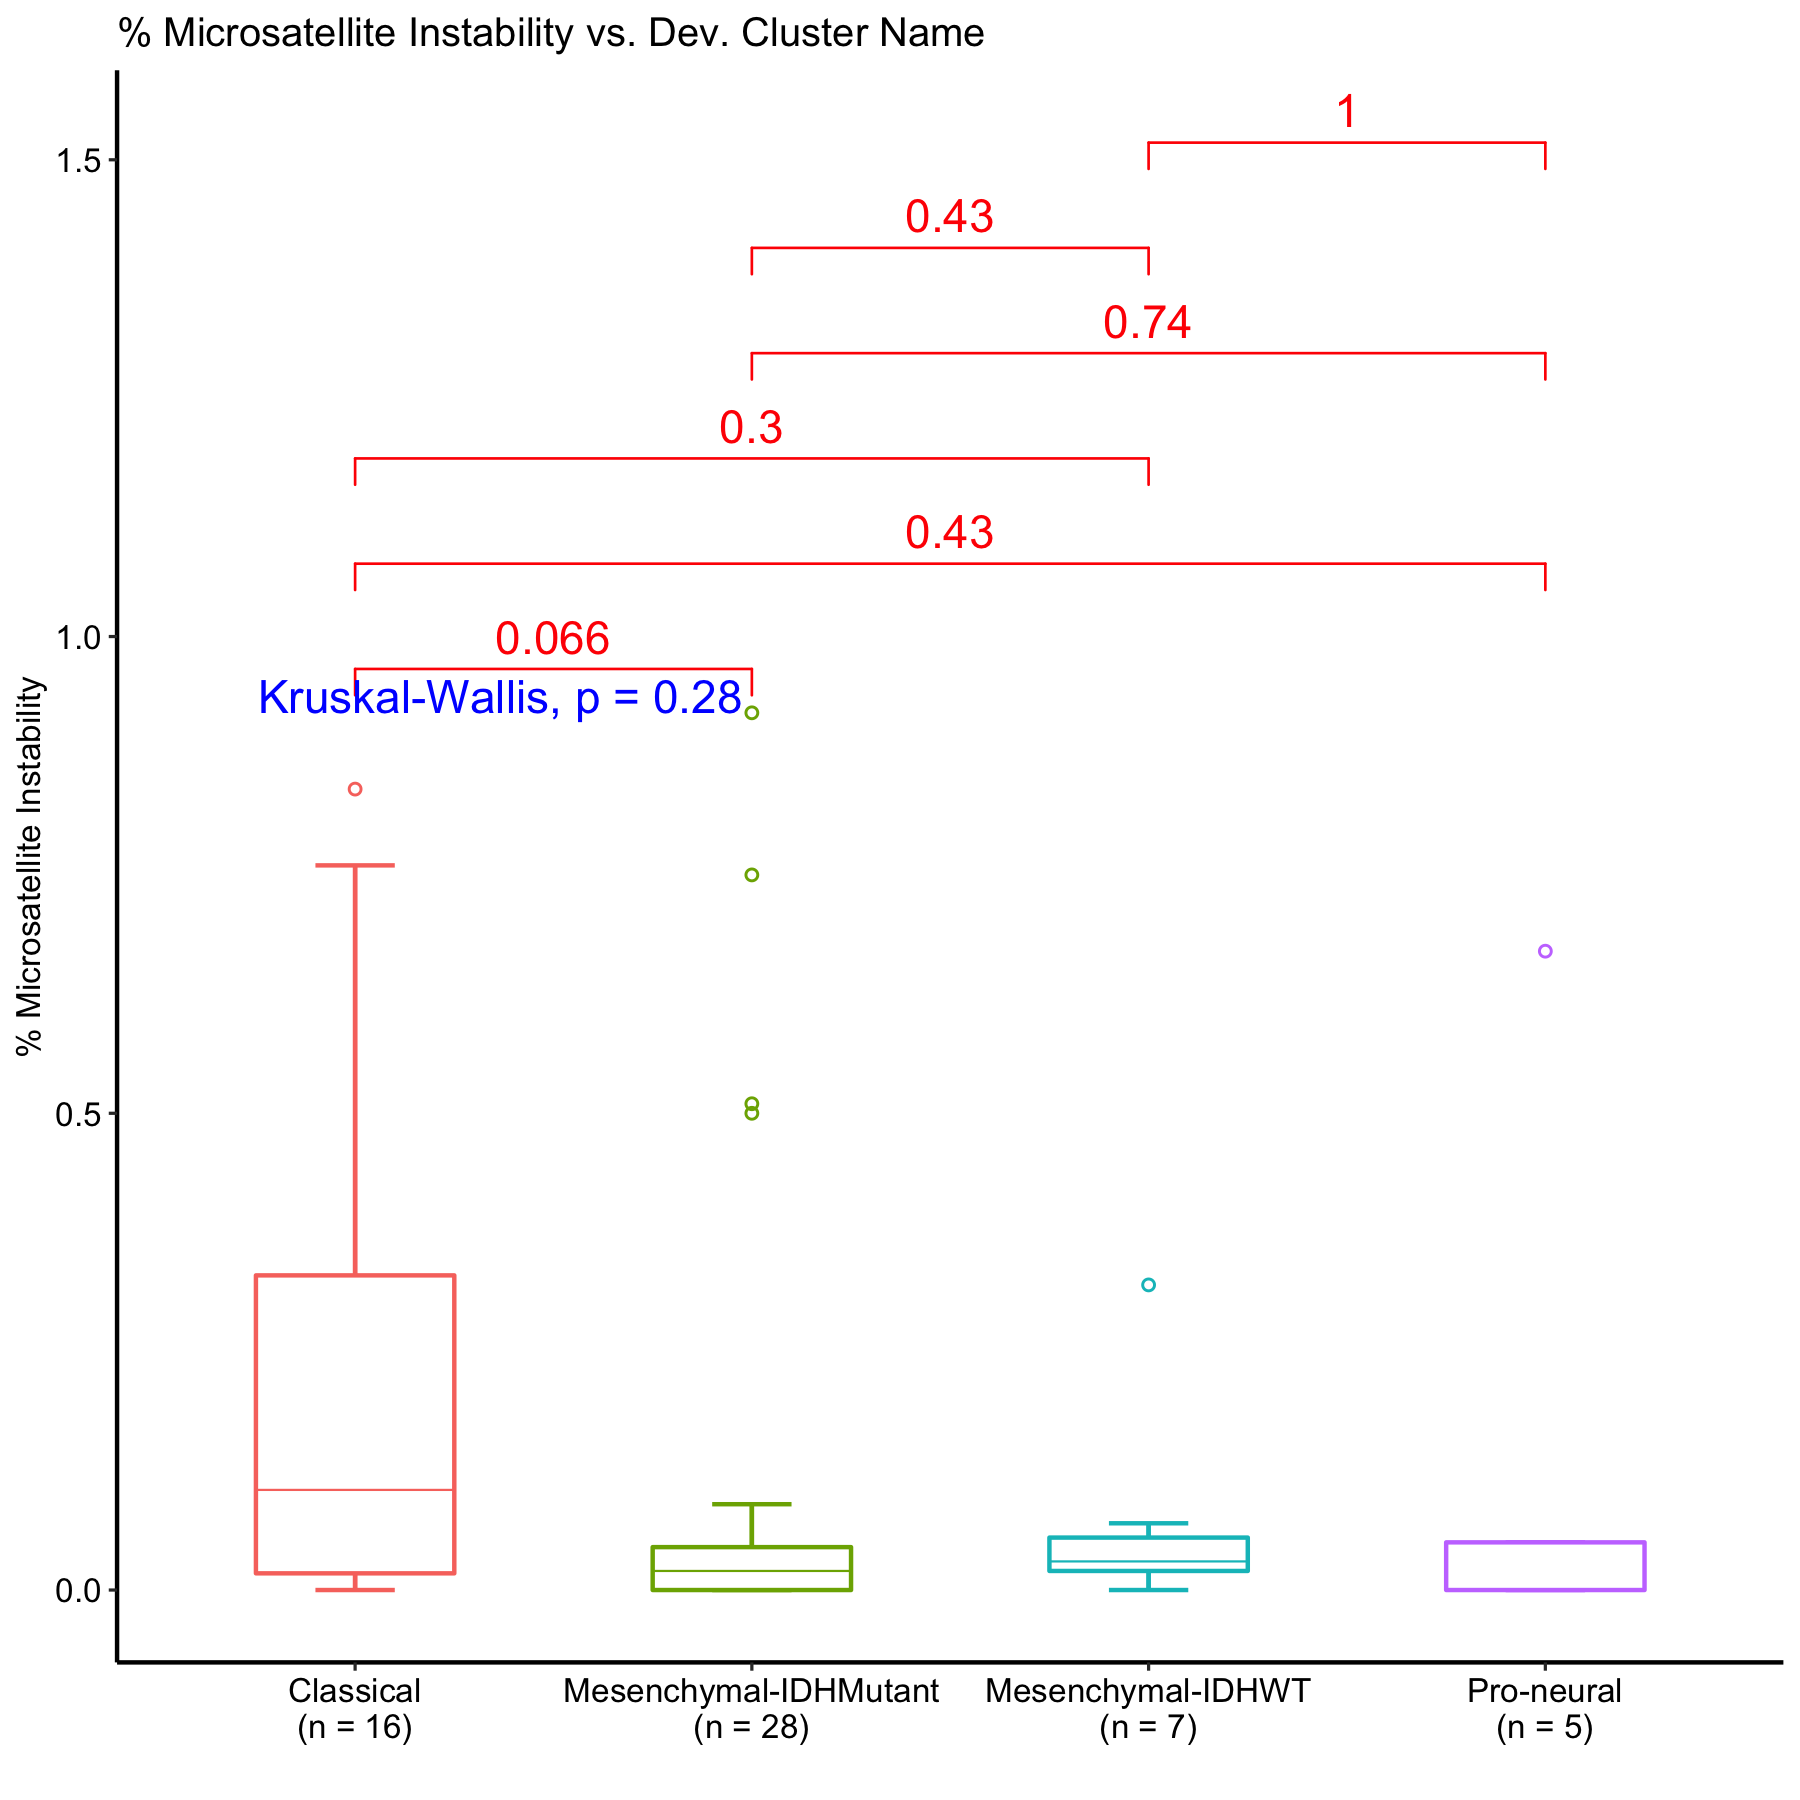 % Microsatellite Instability vs. Dev. Cluster Name
1
1.5
0.43
0.74
0.3
0.43
1.0
0.066
Kruskal-Wallis, p = 0.28
% Microsatellite Instability
0.5
0.0
Classical
(n = 16)
Mesenchymal-IDHMutant
(n = 28)
Mesenchymal-IDHWT
(n = 7)
Pro-neural
(n = 5)